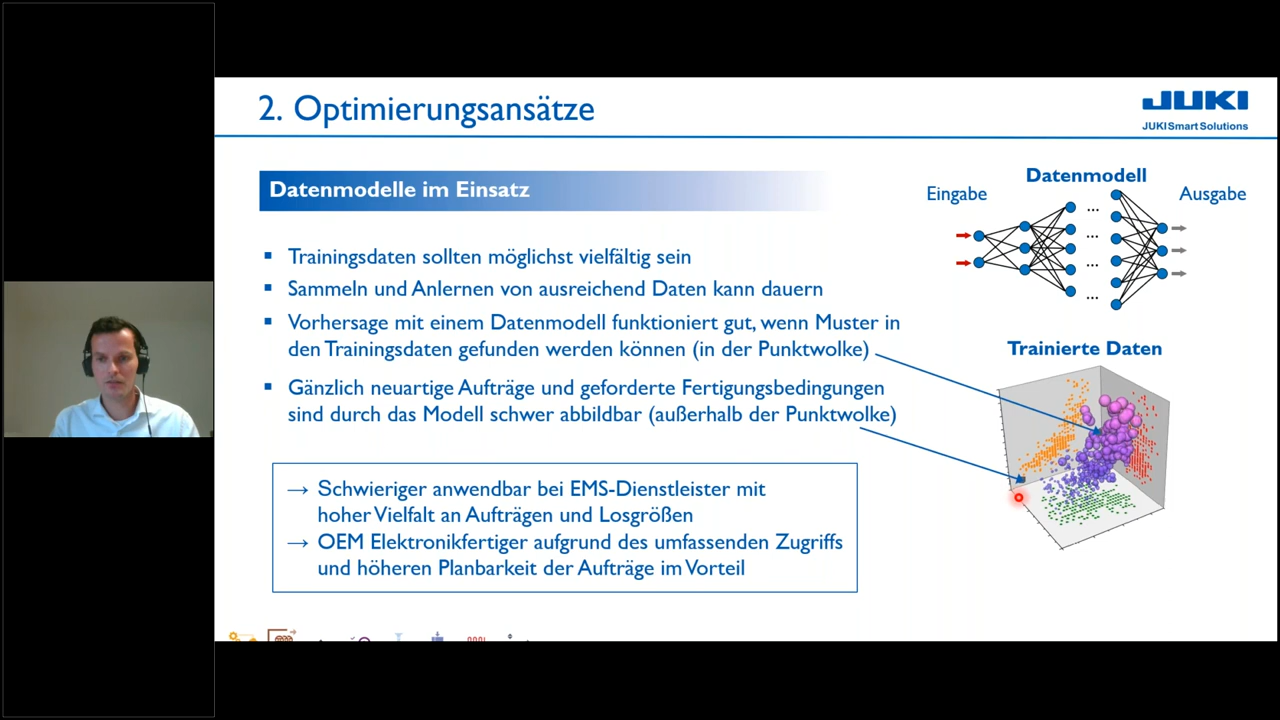 2. Optimierungsansätze
JUKI
JUKI Smart Solutions
Datenmodelle im Einsatz
Datenmodell
Eingabe
Ausgabe
...
...
...
...
▪ Trainingsdaten sollten möglichst vielfältig sein
▪ Sammeln und Anlernen von ausreichend Daten kann dauern
▪ Vorhersage mit einem Datenmodell funktioniert gut, wenn Muster in
den Trainingsdaten gefunden werden können (in der Punktwolke)
▪ Gänzlich neuartige Aufträge und geforderte Fertigungsbedingungen
sind durch das Modell schwer abbildbar (außerhalb der Punktwolke)
Trainierte Daten
→ Schwieriger anwendbar bei EMS-Dienstleister mit
hoher Vielfalt an Aufträgen und Losgrößen
→ OEM Elektronikfertiger aufgrund des umfassenden Zugriffs
und höheren Planbarkeit der Aufträge im Vorteil